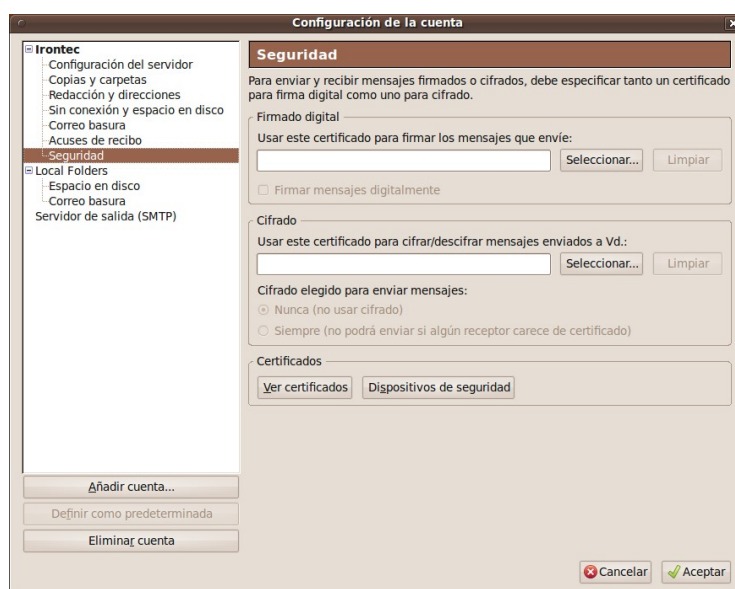 Configuración de la cuenta
Irontec
Configuración del servidor
Copias y carpetas
Redacción y direcciones
Sin conexión y espacio en disco
Correo basura
Acuses de recibo
Seguridad
Local Folders
Espacio en disco
Correo basura
Servidor de salida (SMTP)
Añadir cuenta...
Definir como predeterminada
Eliminar cuenta
Seguridad
Para enviar y recibir mensajes firmados o cifrados, debe especificar tanto un certificado
para firma digital como uno para cifrado.
Firmado digital
Usar este certificado para firmar los mensajes que envíe:
Seleccionar... Limpiar
Firmar mensajes digitalmente
Cifrado
Usar este certificado para cifrar/descifrar mensajes enviados a Vd.:
Seleccionar... Limpiar
Cifrado elegido para enviar mensajes:
Nunca (no usar cifrado)
Siempre (no podrá enviar si algún receptor carece de certificado)
Certificados
Ver certificados Dispositivos de seguridad
Cancelar Aceptar